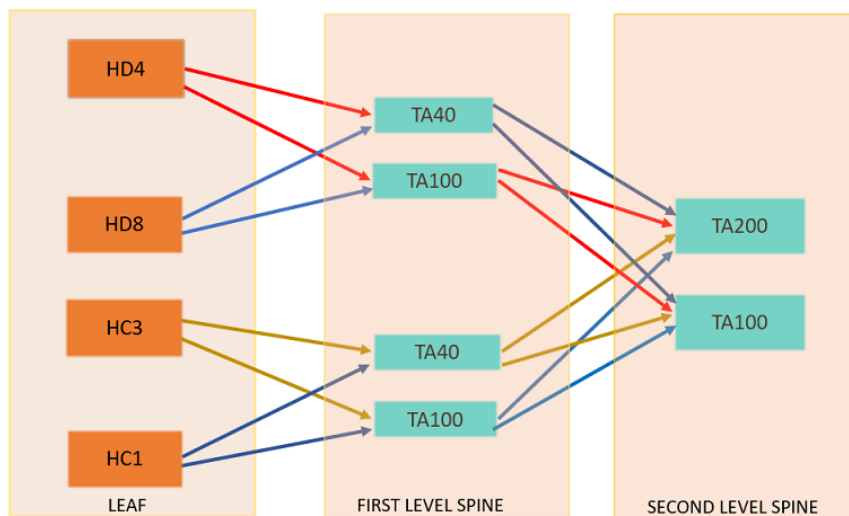 HD4
HD8
HC3
HC1
LEAF
TA40
TA100
TA40
TA100
FIRST LEVEL SPINE
TA200
TA100
SECOND LEVEL SPINE